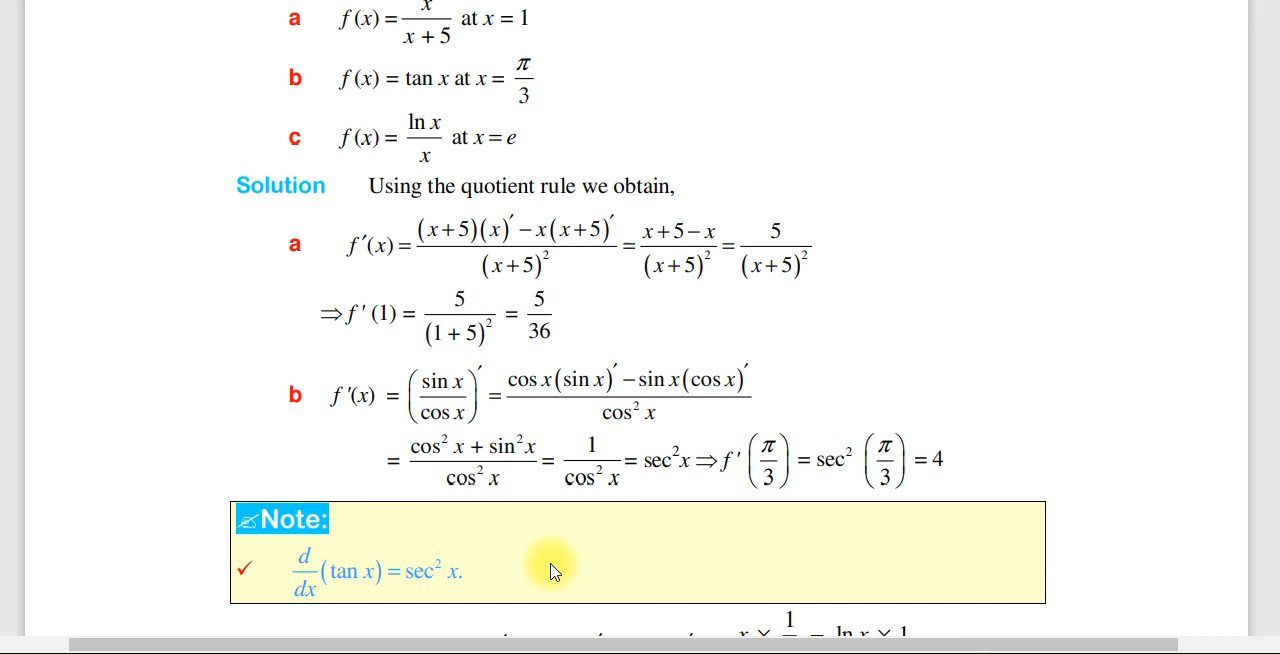 a f(x) = x/(x + 5) at x = 1
b f(x) = tan x at x = π/3
c f(x) = ln x/x at x = e
Solution Using the quotient rule we obtain,
a f′(x) = ((x+5)(x)′ − x(x+5)′)/(x+5)² = (x+5−x)/(x+5)² = 5/(x+5)²
⇒ f ′ (1) = 5/(1 + 5)² = 5/36
b f ′(x) = (sin x/cos x)′ = (cos x(sin x)′ − sin x(cos x)′)/cos² x
= (cos² x + sin² x)/cos² x = 1/cos² x = sec² x ⇒ f ′ (π/3) = sec² (π/3) = 4
Note:
✓ d/dx (tan x) = sec² x.